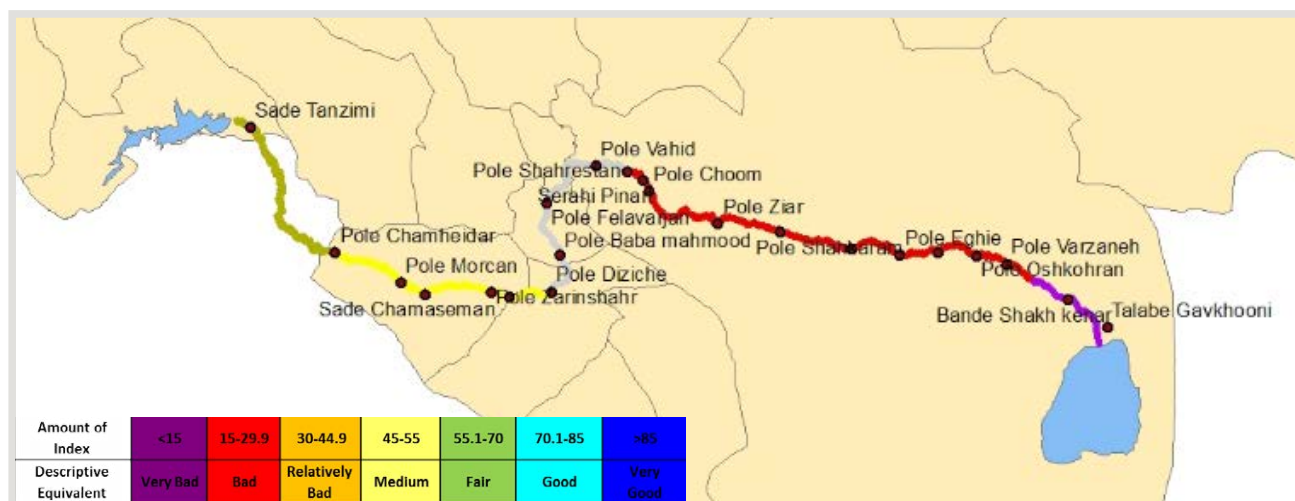 Sade Tanzimi
Pole Vahid
Pole Shahrestan
Pole Choom
Serahi Pinart
Pole Felavarjan
Pole Ziar
Pole Chamheidar
Pole Baba mahmood
Pole Shahbaram
Pole Eghie
Pole Varzaneh
Pole Morcan
Pole Diziche
Pole Oshkohran
Sade Chamaseman
Pole Zarinshahr
Bande Shakh kenar
Talabe Gavkhooni
Amount of Index <15 15-29.9 30-44.9 45-55 55.1-70 70.1-85 >85
Descriptive Equivalent Very Bad Bad Relatively Bad Medium Fair Good Very Good